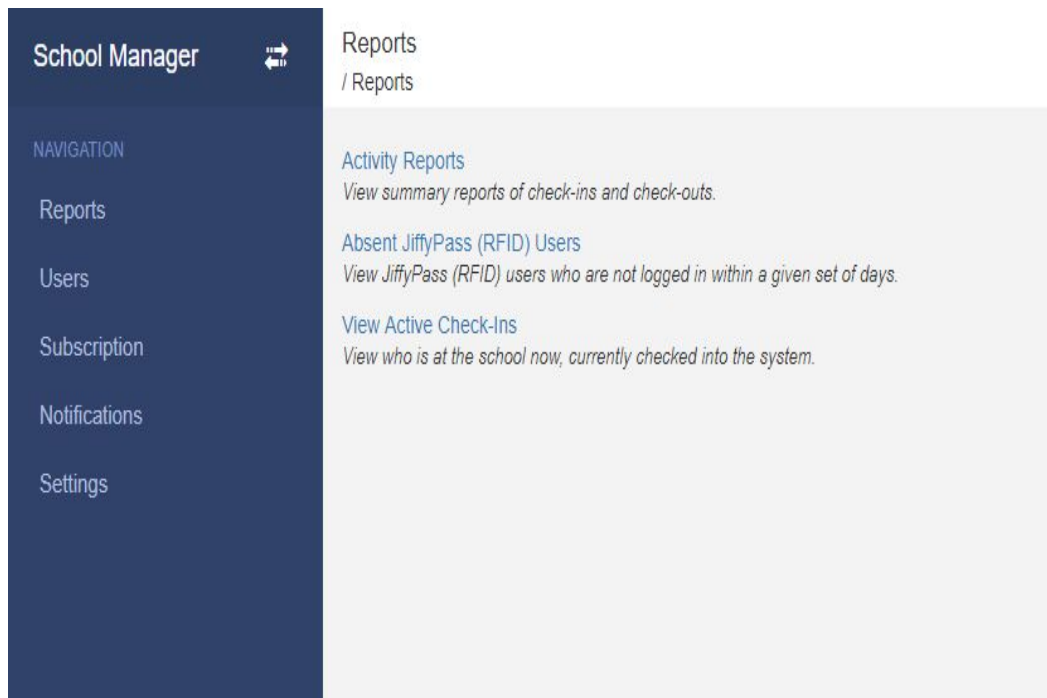 School Manager
NAVIGATION
Reports
Users
Subscription
Notifications
Settings
Reports
/ Reports
Activity Reports
View summary reports of check-ins and check-outs.
Absent JiffyPass (RFID) Users
View JiffyPass (RFID) users who are not logged in within a given set of days.
View Active Check-Ins
View who is at the school now, currently checked into the system.